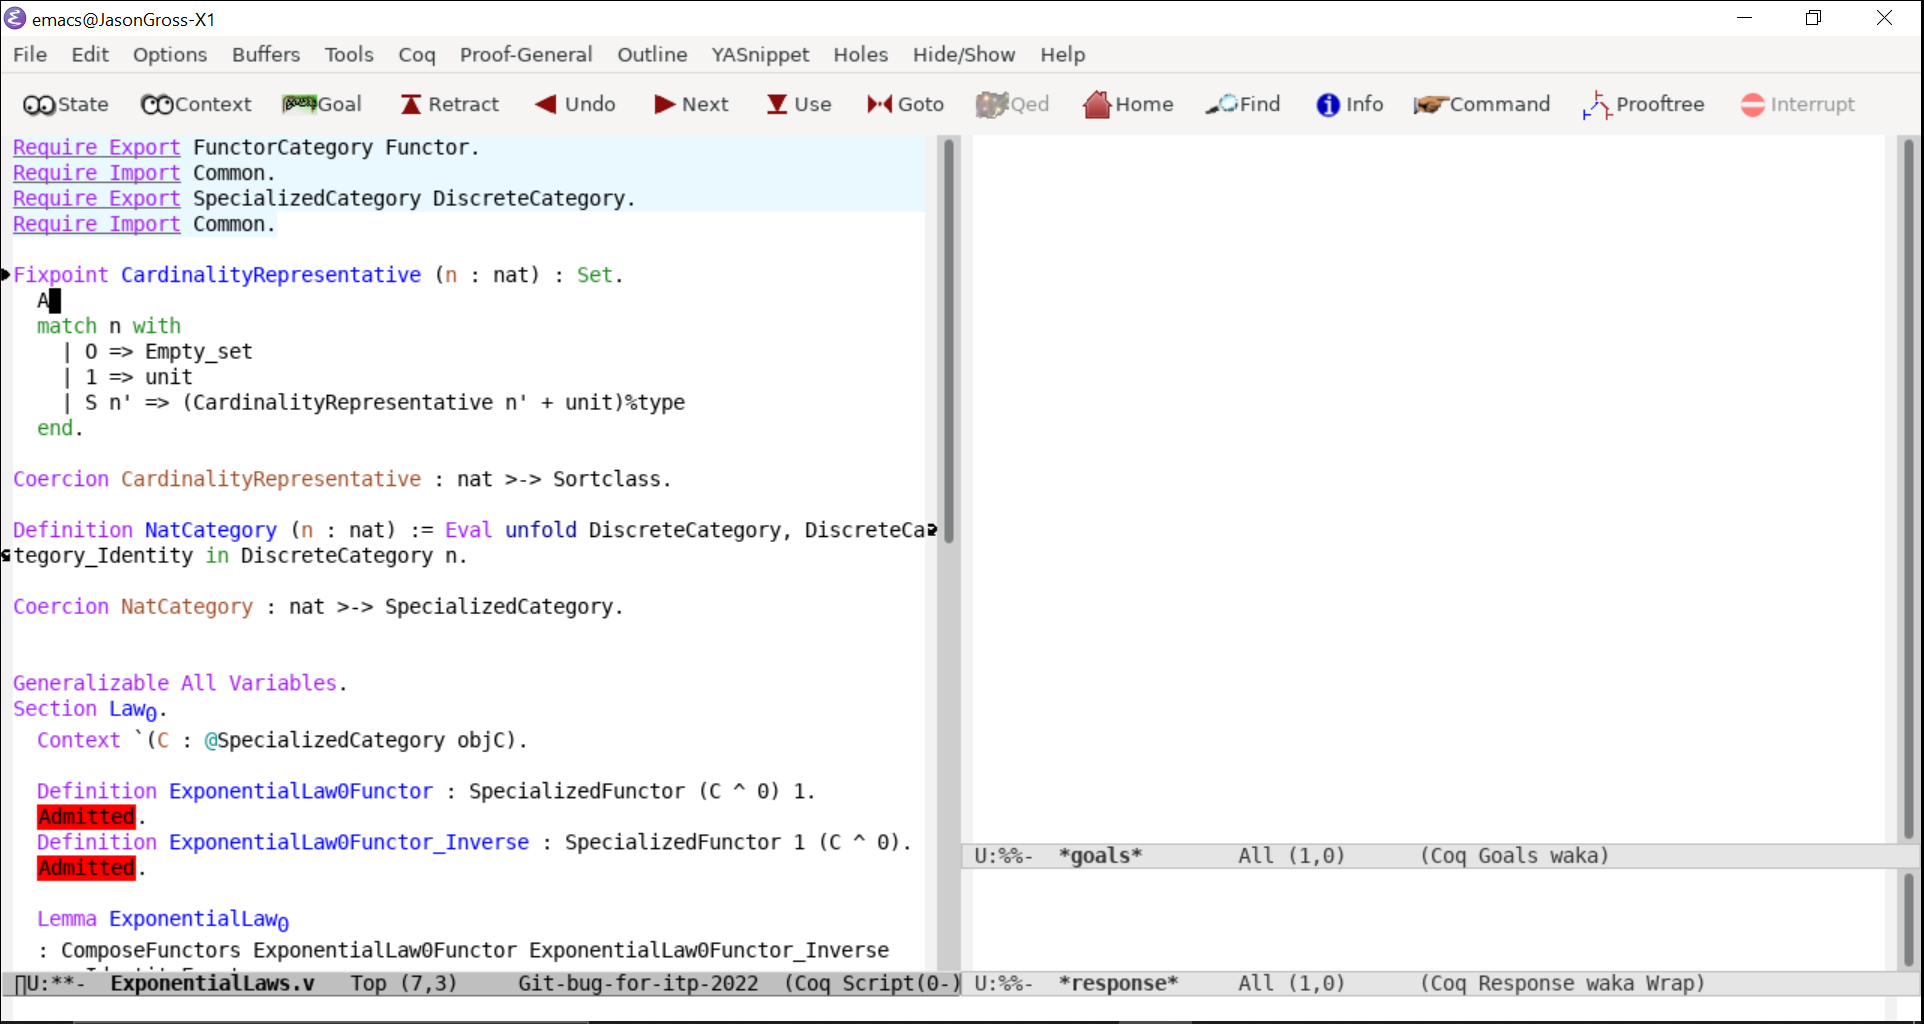 emacs@JasonGross-X1
File Edit Options Buffers Tools Coq Proof-General Outline YASnippet Holes Hide/Show Help
State Context Goal Retract Undo Next Use Goto Qed Home Find Info Command Prooftree Interrupt
Require Export FunctorCategory Functor.
Require Import Common.
Require Export SpecializedCategory DiscreteCategory.
Require Import Common.
Fixpoint CardinalityRepresentative (n : nat) : Set.
  A
  match n with
    | O => Empty_set
    | 1 => unit
    | S n' => (CardinalityRepresentative n' + unit)%type
  end.
Coercion CardinalityRepresentative : nat >-> Sortclass.
Definition NatCategory (n : nat) := Eval unfold DiscreteCategory, DiscreteCa
tegory_Identity in DiscreteCategory n.
Coercion NatCategory : nat >-> SpecializedCategory.
Generalizable All Variables.
Section Law₀.
  Context `(C : @SpecializedCategory objC).
  Definition ExponentialLaw0Functor : SpecializedFunctor (C ^ 0) 1.
  Admitted.
  Definition ExponentialLaw0Functor_Inverse : SpecializedFunctor 1 (C ^ 0).
  Admitted.
  Lemma ExponentialLaw₀
  : ComposeFunctors ExponentialLaw0Functor ExponentialLaw0Functor_Inverse
U:**-  ExponentialLaws.v   Top (7,3)     Git-bug-for-itp-2022  (Coq Script(0-)
U:%%-  *goals*        All (1,0)      (Coq Goals waka)
U:%%-  *response*     All (1,0)      (Coq Response waka Wrap)